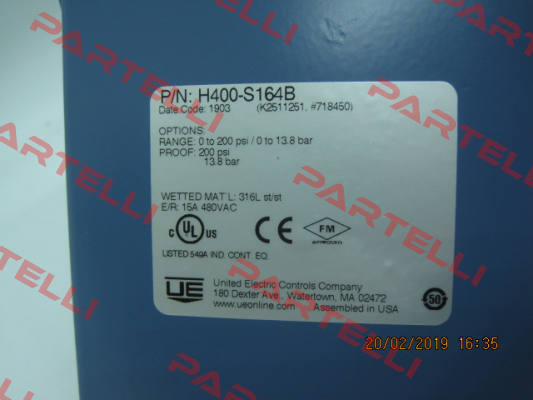 P/N: H400-S164B
Date Code: 1903 (K2511251, #718450)
OPTIONS:
RANGE: 0 to 200 psi / 0 to 13.8 bar
PROOF: 200 psi
13.8 bar
WETTED MAT'L: 316L st/st
E/R: 15A 480VAC
C UL US CE FM
APPROVED
LISTED 549A IND. CONT. EQ.
UE United Electric Controls Company
180 Dexter Ave., Watertown, MA 02472
www.ueonline.com Assembled in USA
50
20/02/2019 16:35
PARTELLI
PARTELLI
PARTELLI
PARTELLI
PARTELLI
PARTELLI